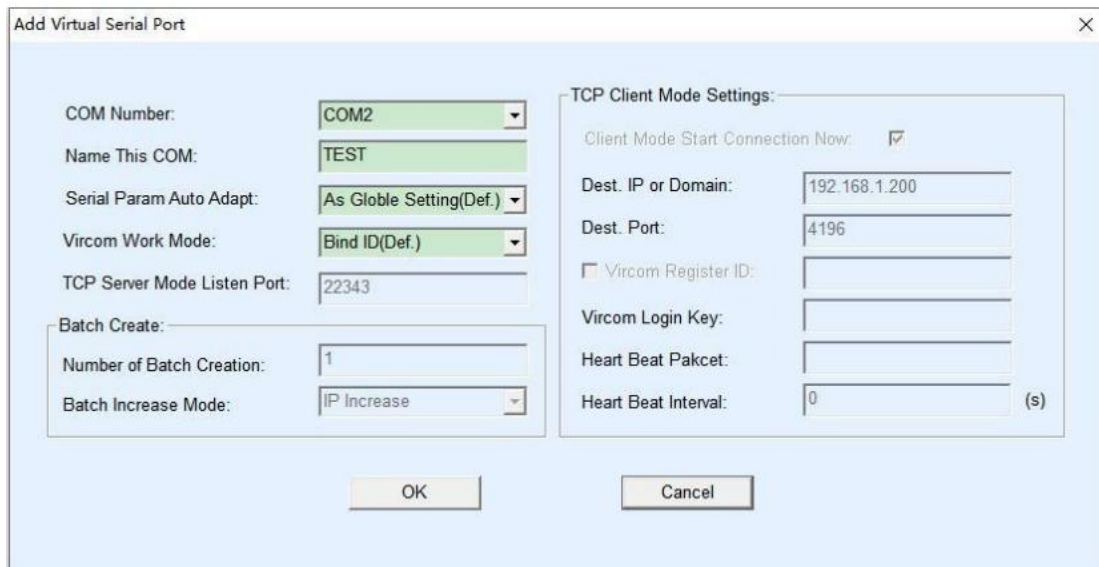 Add Virtual Serial Port
COM Number: COM2
Name This COM: TEST
Serial Param Auto Adapt: As Globle Setting(Def.)
Vircom Work Mode: Bind ID(Def.)
TCP Server Mode Listen Port: 22343
Batch Create:
Number of Batch Creation: 1
Batch Increase Mode: IP Increase
TCP Client Mode Settings:
Client Mode Start Connection Now:
Dest. IP or Domain: 192.168.1.200
Dest. Port: 4196
Vircom Register ID:
Vircom Login Key:
Heart Beat Pakcet:
Heart Beat Interval: 0 (s)
OK
Cancel